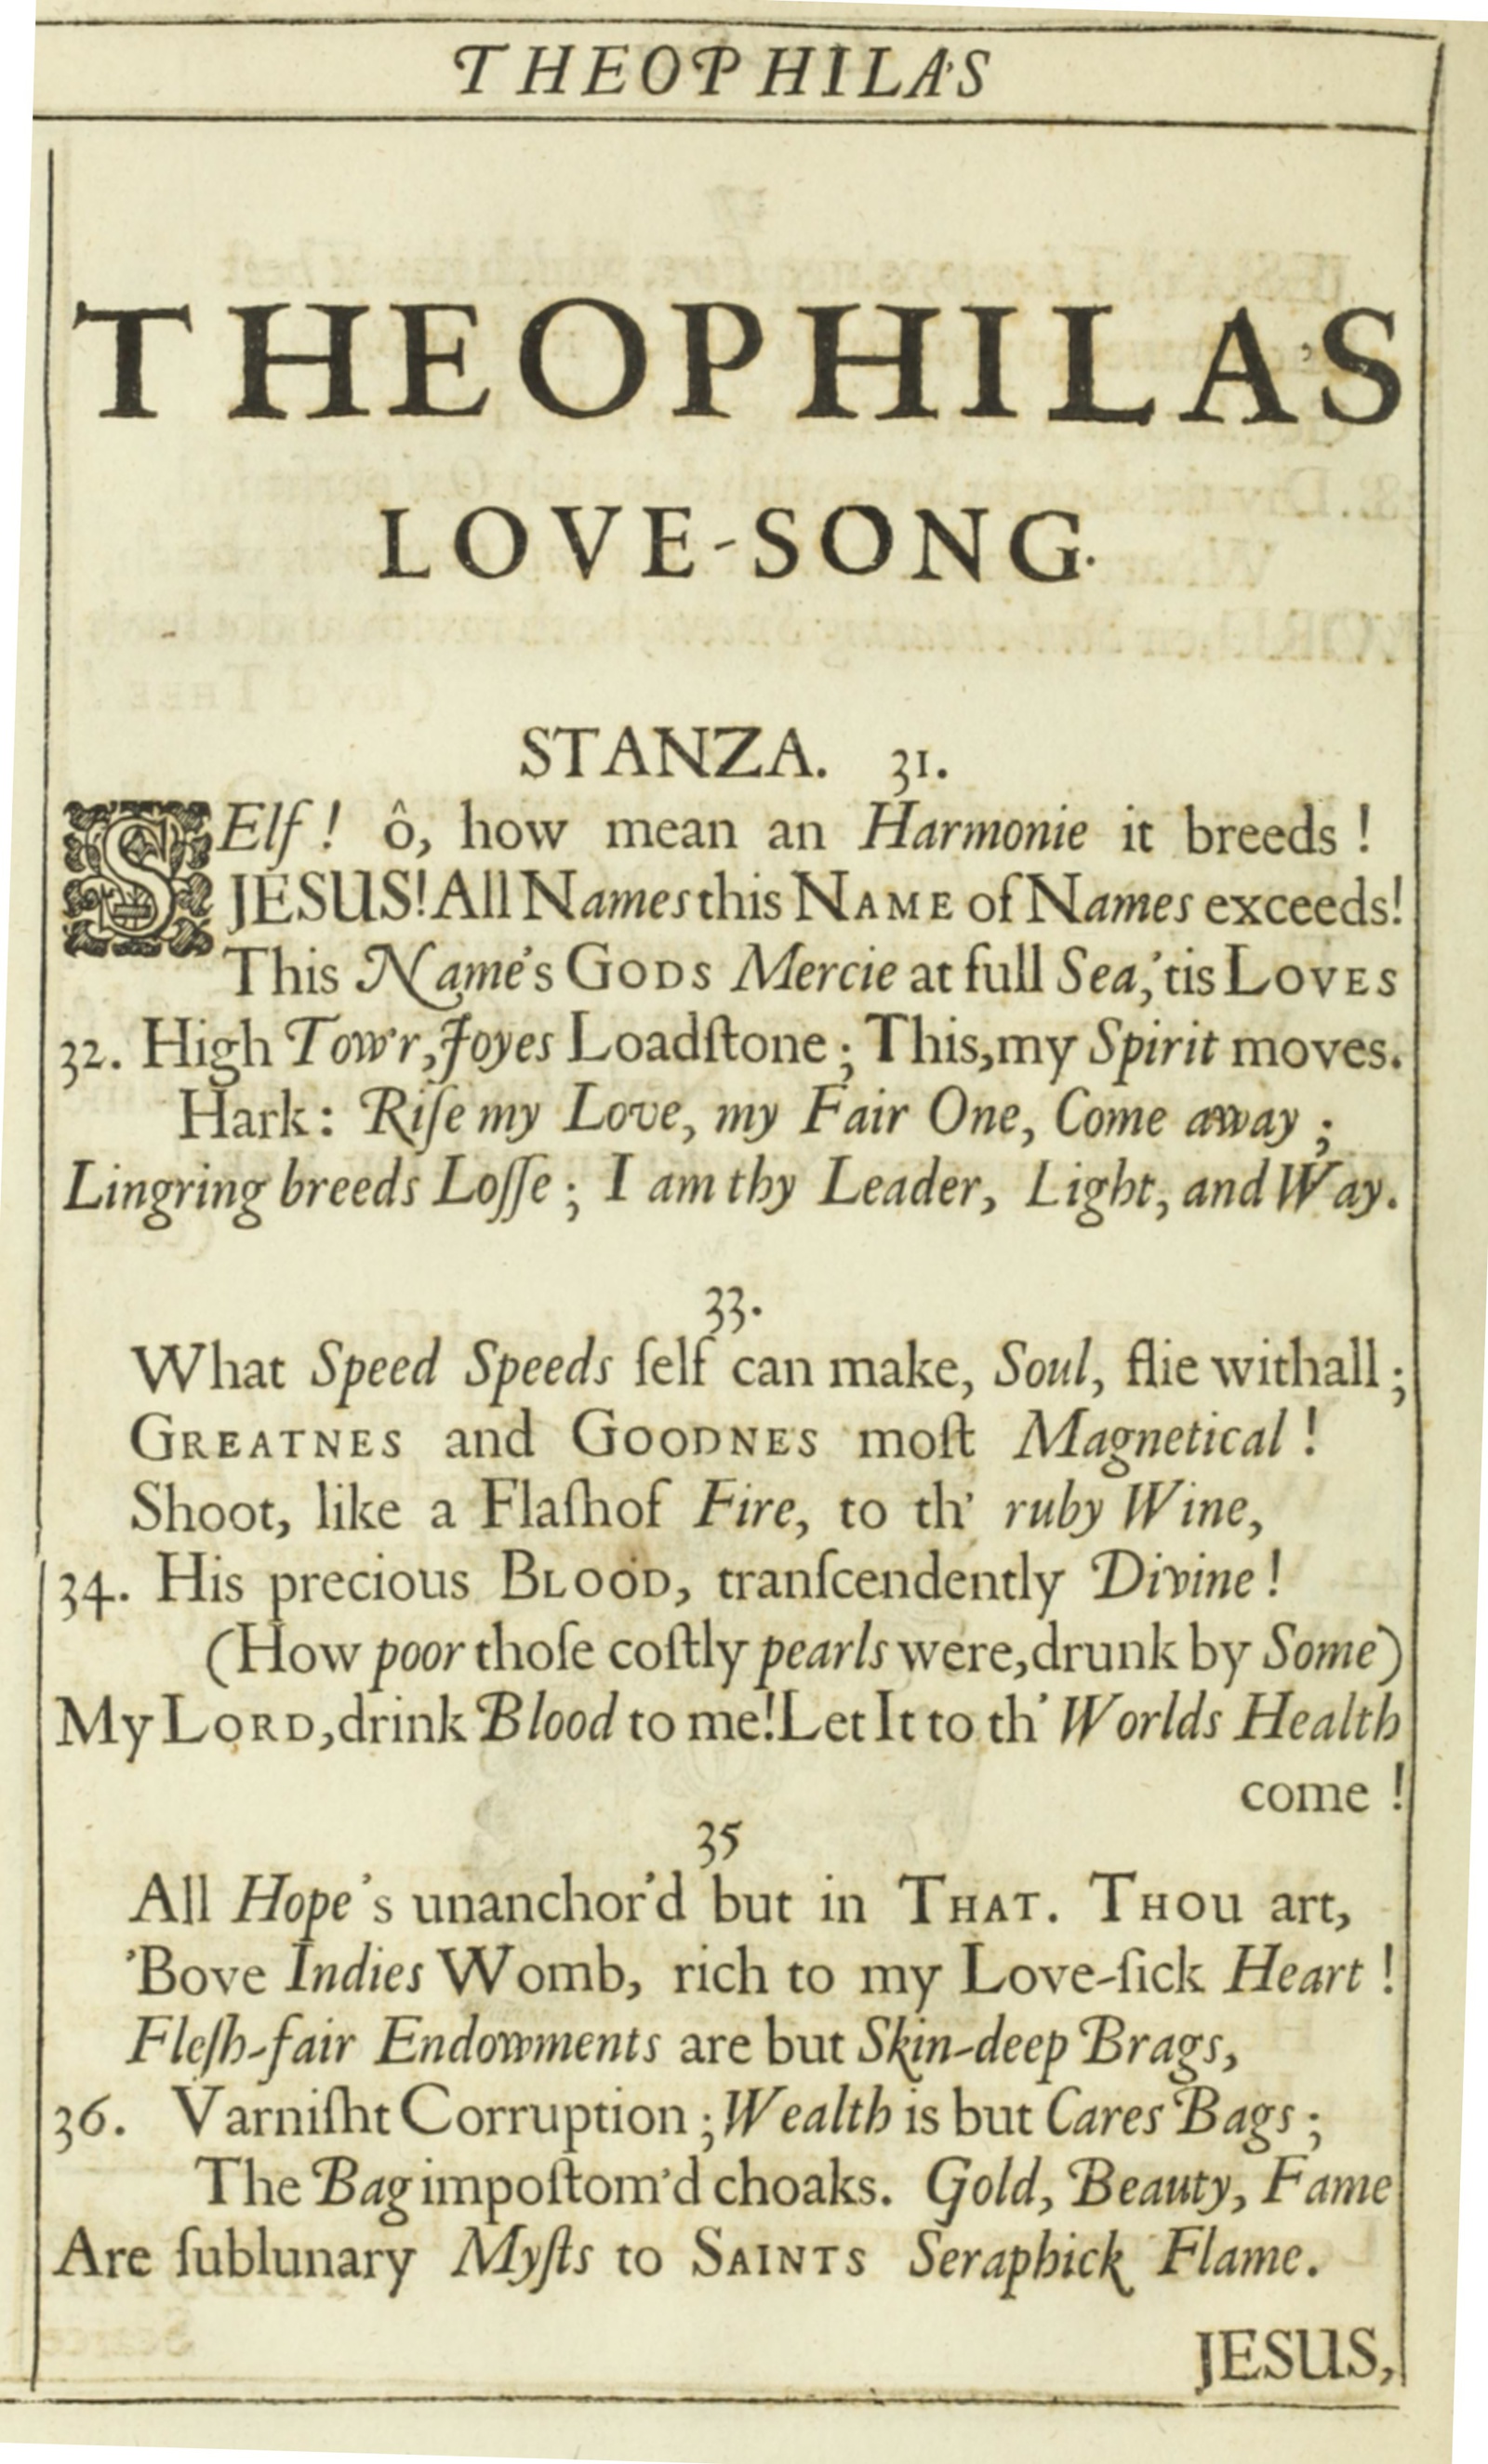 THEOPHILA'S
THEOPHILA'S
LOVE-SONG.
STANZA. 31.
SElf! ô, how mean an Harmonie it breeds!
JESUS! All Names this NAME of Names exceeds!
This Name's GODS Mercie at full Sea, 'tis LOVES
32. High Tow'r, Joyes Loadſtone; This, my Spirit moves.
Hark: Riſe my Love, my Fair One, Come away;
Lingring breeds Loſſe; I am thy Leader, Light, and Way.
33.
What Speed Speeds ſelf can make, Soul, flie withall;
GREATNES and GOODNES moſt Magnetical!
Shoot, like a Flaſhof Fire, to th' ruby Wine,
34. His precious BLOOD, tranſcendently Divine!
(How poor thoſe coſtly pearls were, drunk by Some)
My LORD, drink Blood to me! Let It to th' Worlds Health
come!
35
All Hope's unanchor'd but in THAT. THOU art,
'Bove Indies Womb, rich to my Love-ſick Heart!
Fleſh-fair Endowments are but Skin-deep Brags,
36. Varniſht Corruption; Wealth is but Cares Bags;
The Bag impoſtom'd choaks. Gold, Beauty, Fame
Are ſublunary Myſts to SAINTS Seraphick Flame.
JESUS,